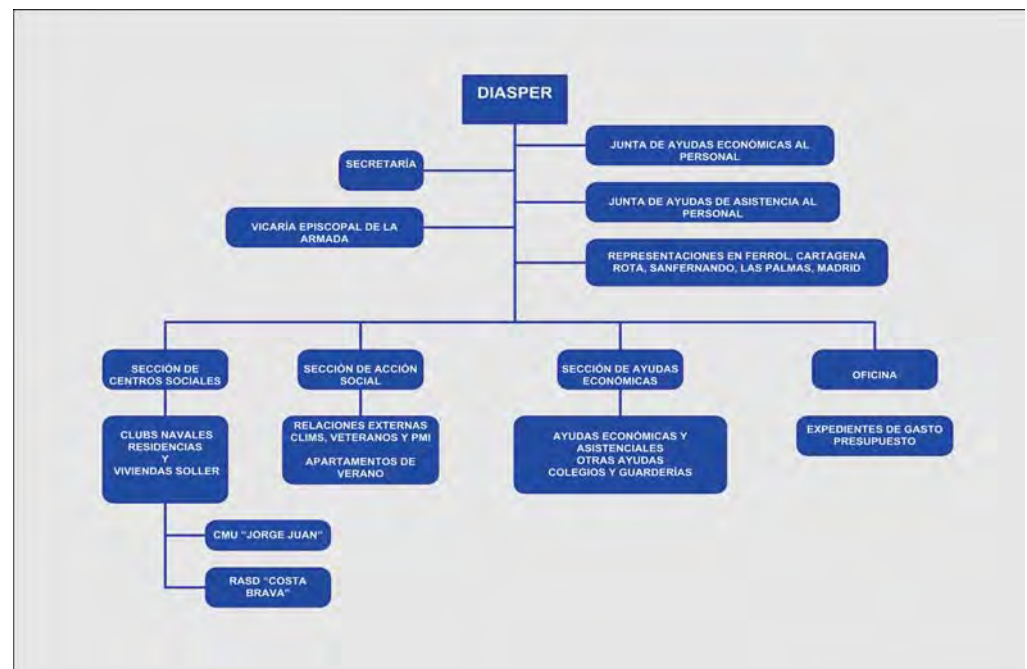 DIASPER
SECRETARÍA
JUNTA DE AYUDAS ECONÓMICAS AL
PERSONAL
JUNTA DE AYUDAS DE ASISTENCIA AL
PERSONAL
VICARÍA EPISCOPAL DE LA
ARMADA
REPRESENTACIONES EN FERROL, CARTAGENA
ROTA, SANFERNANDO, LAS PALMAS, MADRID
SECCIÓN DE
CENTROS SOCIALES
SECCIÓN DE ACCIÓN
SOCIAL
SECCIÓN DE AYUDAS
ECONÓMICAS
OFICINA
CLUBS NAVALES
RESIDENCIAS
Y
VIVIENDAS SOLLER
RELACIONES EXTERNAS
CLIMS, VETERANOS Y PMI
APARTAMENTOS DE
VERANO
AYUDAS ECONÓMICAS Y
ASISTENCIALES
OTRAS AYUDAS
COLEGIOS Y GUARDERÍAS
EXPEDIENTES DE GASTO
PRESUPUESTO
CMU "JORGE JUAN"
RASD "COSTA
BRAVA"